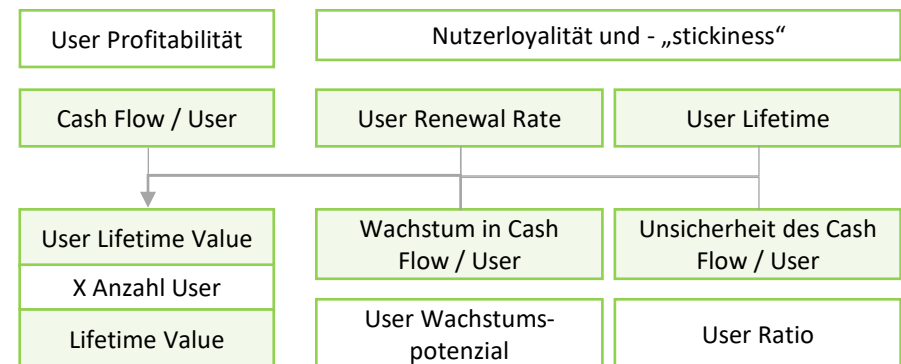 User Profitabilität
Nutzerloyalität und - „stickiness“
Cash Flow / User
User Renewal Rate
User Lifetime
User Lifetime Value
X Anzahl User
Lifetime Value
Wachstum in Cash
Flow / User
Unsicherheit des Cash
Flow / User
User Wachstums-
potenzial
User Ratio